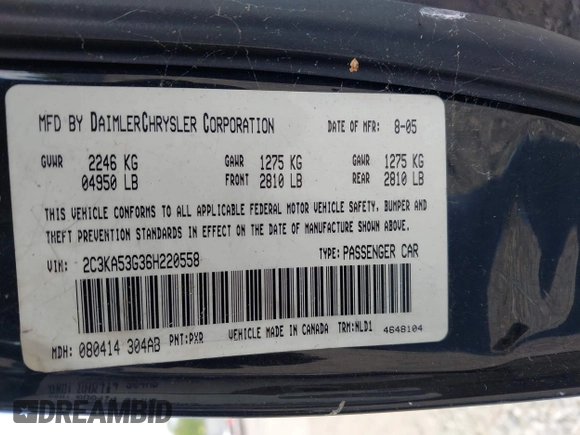 MFD BY DAIMLERCHRYSLER CORPORATION DATE OF MFR: 8-05
GVWR 2246 KG GAWR 1275 KG GAWR 1275 KG
04950 LB FRONT 2810 LB REAR 2810 LB
THIS VEHICLE CONFORMS TO ALL APPLICABLE FEDERAL MOTOR VEHICLE SAFETY, BUMPER AND
THEFT PREVENTION STANDARDS IN EFFECT ON THE DATE OF MANUFACTURE SHOWN ABOVE.
VIN: 2C3KA53G36H220558 TYPE: PASSENGER CAR
MDH: 080414 304AB PNT: PXR VEHICLE MADE IN CANADA TRM: NLD1 4648104
DREAMBID